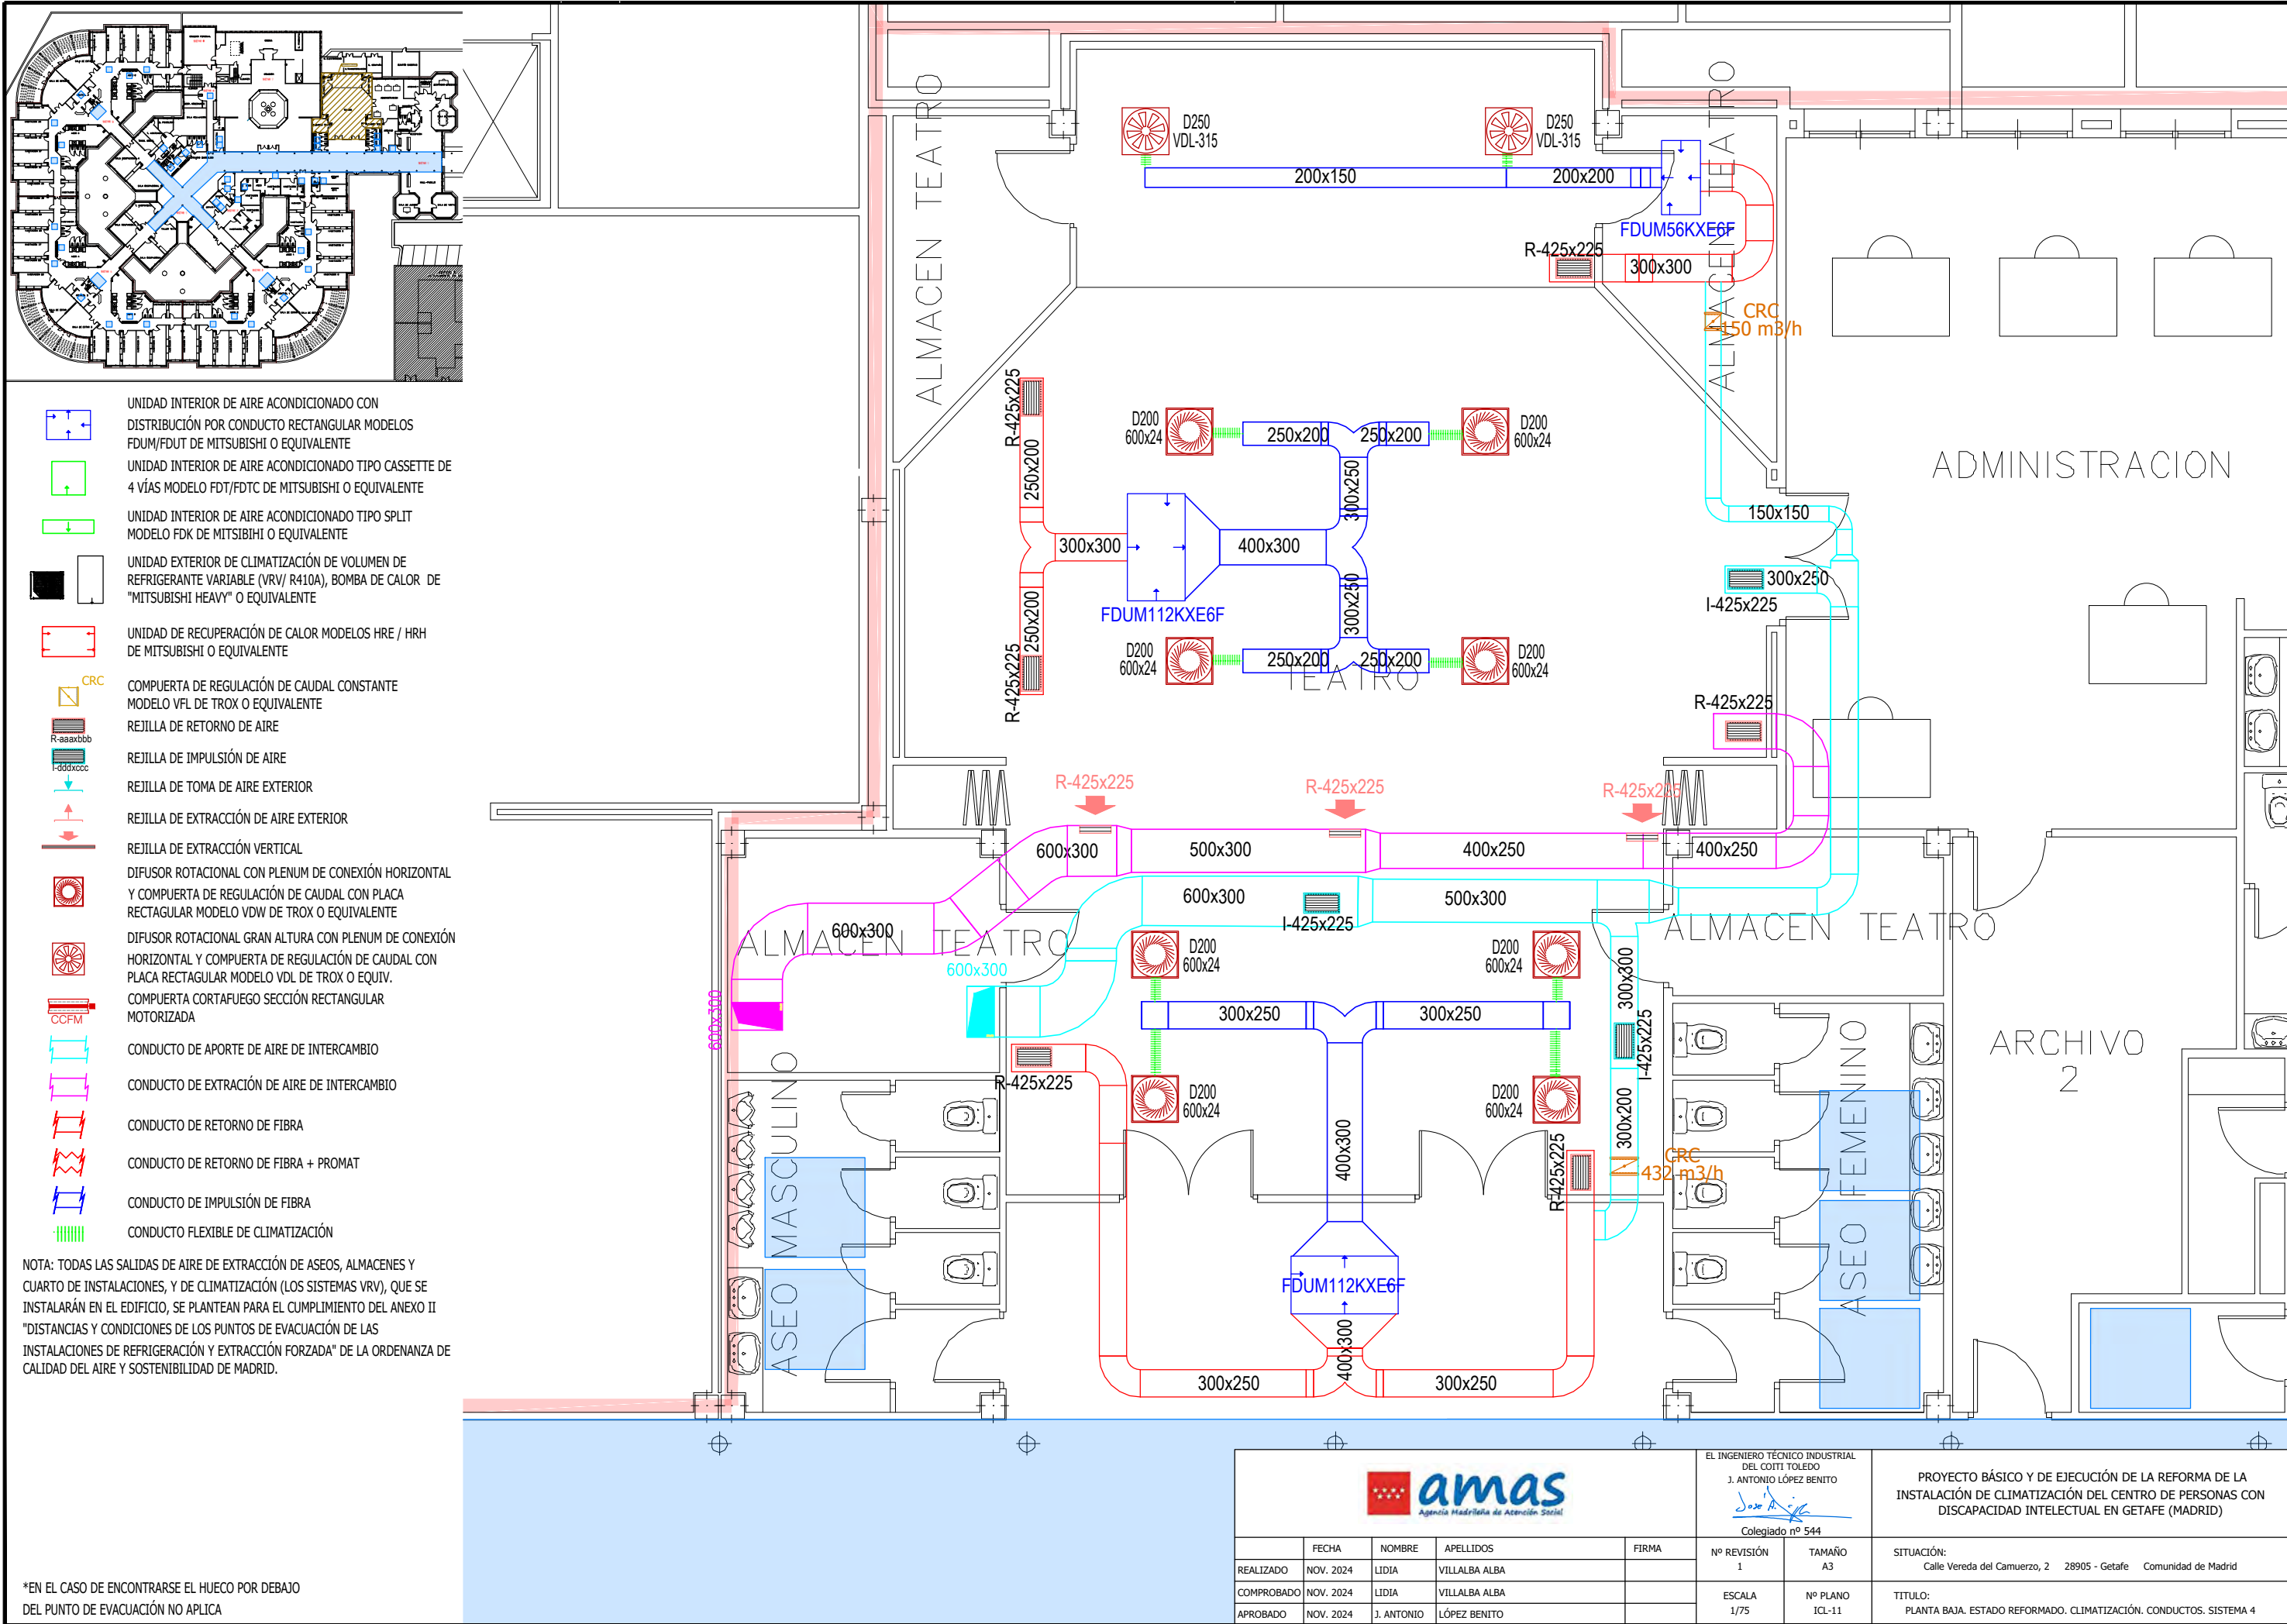 UNIDAD INTERIOR DE AIRE ACONDICIONADO CON
DISTRIBUCIÓN POR CONDUCTO RECTANGULAR MODELOS
FDUM/FDUT DE MITSUBISHI O EQUIVALENTE
UNIDAD INTERIOR DE AIRE ACONDICIONADO TIPO CASSETTE DE
4 VÍAS MODELO FDT/FDTC DE MITSUBISHI O EQUIVALENTE
UNIDAD INTERIOR DE AIRE ACONDICIONADO TIPO SPLIT
MODELO FDK DE MITSIBIHI O EQUIVALENTE
UNIDAD EXTERIOR DE CLIMATIZACIÓN DE VOLUMEN DE
REFRIGERANTE VARIABLE (VRV/ R410A), BOMBA DE CALOR DE
"MITSUBISHI HEAVY" O EQUIVALENTE
UNIDAD DE RECUPERACIÓN DE CALOR MODELOS HRE / HRH
DE MITSUBISHI O EQUIVALENTE
CRC
COMPUERTA DE REGULACIÓN DE CAUDAL CONSTANTE
MODELO VFL DE TROX O EQUIVALENTE
REJILLA DE RETORNO DE AIRE
R-aaaxbbb
REJILLA DE IMPULSIÓN DE AIRE
I-dddxccc
REJILLA DE TOMA DE AIRE EXTERIOR
REJILLA DE EXTRACCIÓN DE AIRE EXTERIOR
REJILLA DE EXTRACCIÓN VERTICAL
DIFUSOR ROTACIONAL CON PLENUM DE CONEXIÓN HORIZONTAL
Y COMPUERTA DE REGULACIÓN DE CAUDAL CON PLACA
RECTAGULAR MODELO VDW DE TROX O EQUIVALENTE
DIFUSOR ROTACIONAL GRAN ALTURA CON PLENUM DE CONEXIÓN
HORIZONTAL Y COMPUERTA DE REGULACIÓN DE CAUDAL CON
PLACA RECTAGULAR MODELO VDL DE TROX O EQUIV.
COMPUERTA CORTAFUEGO SECCIÓN RECTANGULAR
MOTORIZADA
CCFM
CONDUCTO DE APORTE DE AIRE DE INTERCAMBIO
CONDUCTO DE EXTRACIÓN DE AIRE DE INTERCAMBIO
CONDUCTO DE RETORNO DE FIBRA
CONDUCTO DE RETORNO DE FIBRA + PROMAT
CONDUCTO DE IMPULSIÓN DE FIBRA
CONDUCTO FLEXIBLE DE CLIMATIZACIÓN
NOTA: TODAS LAS SALIDAS DE AIRE DE EXTRACCIÓN DE ASEOS, ALMACENES Y
CUARTO DE INSTALACIONES, Y DE CLIMATIZACIÓN (LOS SISTEMAS VRV), QUE SE
INSTALARÁN EN EL EDIFICIO, SE PLANTEAN PARA EL CUMPLIMIENTO DEL ANEXO II
"DISTANCIAS Y CONDICIONES DE LOS PUNTOS DE EVACUACIÓN DE LAS
INSTALACIONES DE REFRIGERACIÓN Y EXTRACCIÓN FORZADA" DE LA ORDENANZA DE
CALIDAD DEL AIRE Y SOSTENIBILIDAD DE MADRID.
*EN EL CASO DE ENCONTRARSE EL HUECO POR DEBAJO
DEL PUNTO DE EVACUACIÓN NO APLICA
ALMACEN TEATRO
D250
VDL-315
D250
VDL-315
200x150
200x200
FDUM56KXE6F
ALMACEN TEATRO
R-425x225
300x300
CRC
150 m3/h
R-425x225
250x200
D200
600x24
250x200
250x200
D200
600x24
300x250
ADMINISTRACION
150x150
300x300
400x300
FDUM112KXE6F
300x250
300x250
I-425x225
250x200
R-425x225
D200
600x24
250x200
250x200
D200
600x24
TEATRO
R-425x225
R-425x225
R-425x225
R-425x225
600x300
500x300
400x250
400x250
600x300
I-425x225
500x300
600x300
ALMACEN TEATRO
ALMACEN TEATRO
600x300
600x300
D200
600x24
D200
600x24
300x300
300x250
300x250
I-425x225
R-425x225
D200
600x24
D200
600x24
300x200
ARCHIVO
2
400x300
R-425x225
CRC
432 m3/h
ASEO MASCULINO
ASEO FEMENINO
FDUM112KXE6F
400x300
300x250
300x250
amas
Agencia Madrileña de Atención Social
EL INGENIERO TÉCNICO INDUSTRIAL
DEL COITI TOLEDO
J. ANTONIO LÓPEZ BENITO
Colegiado nº 544
PROYECTO BÁSICO Y DE EJECUCIÓN DE LA REFORMA DE LA
INSTALACIÓN DE CLIMATIZACIÓN DEL CENTRO DE PERSONAS CON
DISCAPACIDAD INTELECTUAL EN GETAFE (MADRID)
FECHA NOMBRE APELLIDOS FIRMA
REALIZADO NOV. 2024 LIDIA VILLALBA ALBA
COMPROBADO NOV. 2024 LIDIA VILLALBA ALBA
APROBADO NOV. 2024 J. ANTONIO LÓPEZ BENITO
Nº REVISIÓN
1
TAMAÑO
A3
ESCALA
1/75
Nº PLANO
ICL-11
SITUACIÓN:
Calle Vereda del Camuerzo, 2 28905 - Getafe Comunidad de Madrid
TITULO:
PLANTA BAJA. ESTADO REFORMADO. CLIMATIZACIÓN. CONDUCTOS. SISTEMA 4